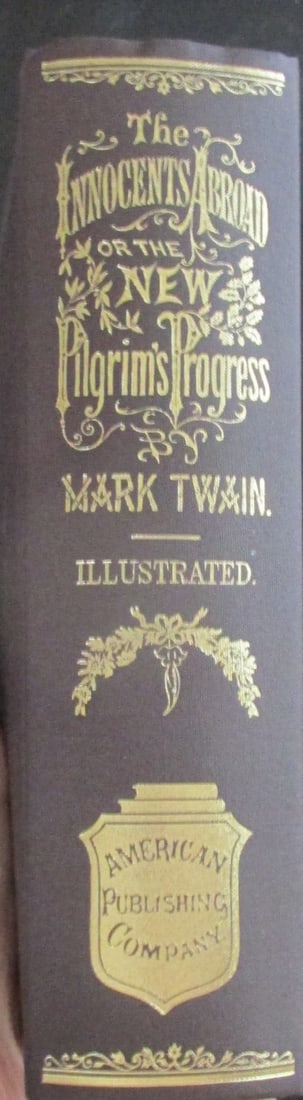 The
INNOCENTS ABROAD
OR THE
NEW
Pilgrim's Progress
BY
MARK TWAIN.
ILLUSTRATED.
AMERICAN
PUBLISHING
COMPANY.